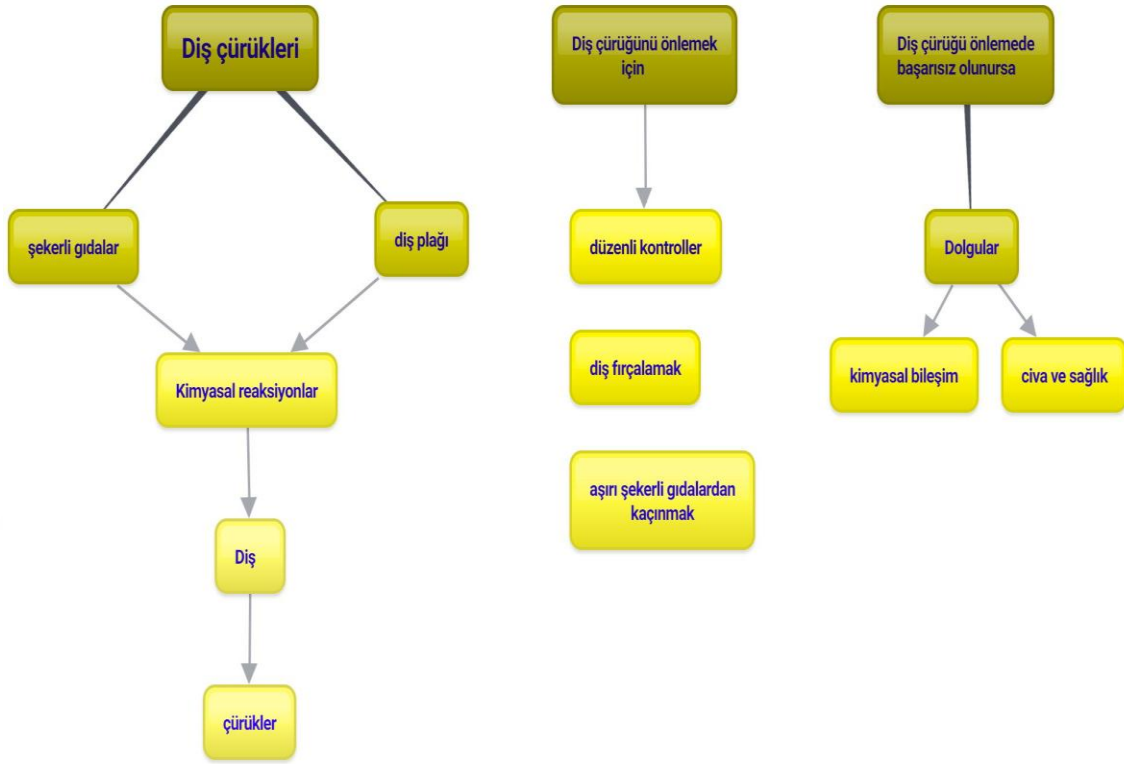 Diş çürükleri
şekerli gıdalar
diş plağı
Kimyasal reaksiyonlar
Diş
çürükler
Diş çürüğünü önlemek
için
düzenli kontroller
diş fırçalamak
aşırı şekerli gıdalardan
kaçınmak
Diş çürüğü önlemede
başarısız olunursa
Dolgular
kimyasal bileşim
civa ve sağlık